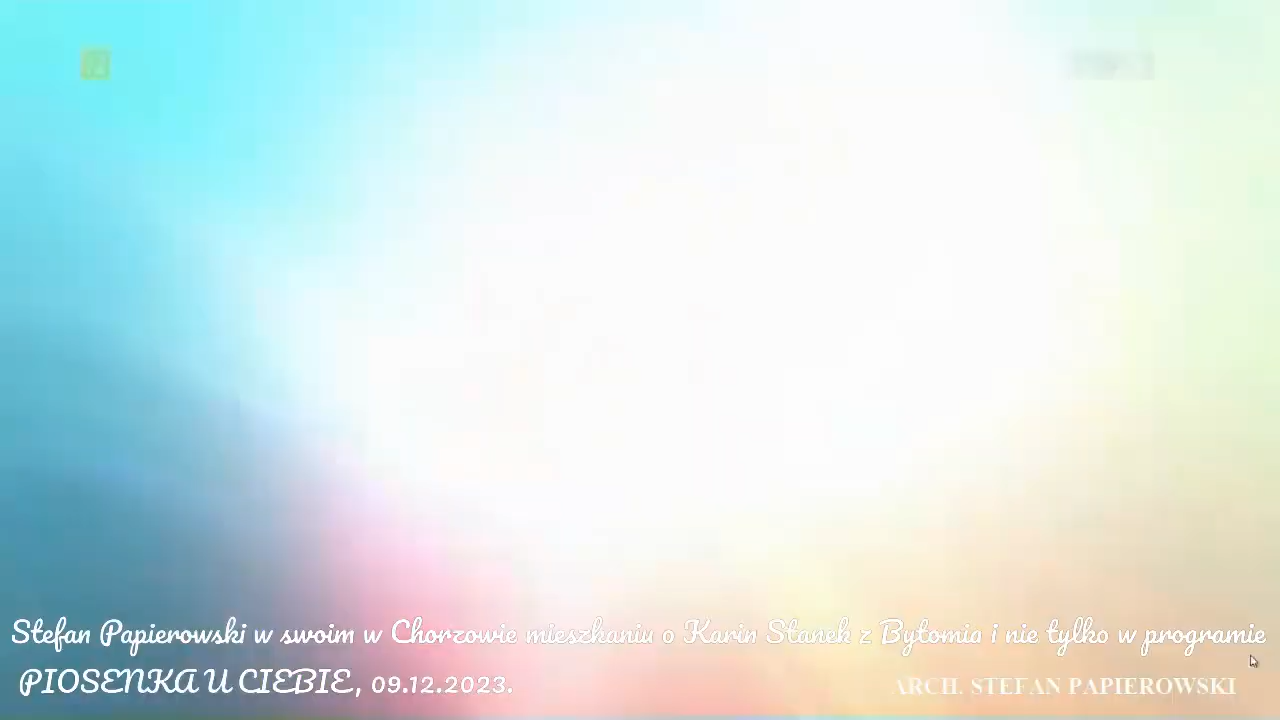 Stefan Papierowski w swoim w Chorzowie mieszkaniu o Karin Stanek z Bytomia i nie tylko w programie
PIOSENKA U CIEBIE, 09.12.2023.
ARCH. STEFAN PAPIEROWSKI